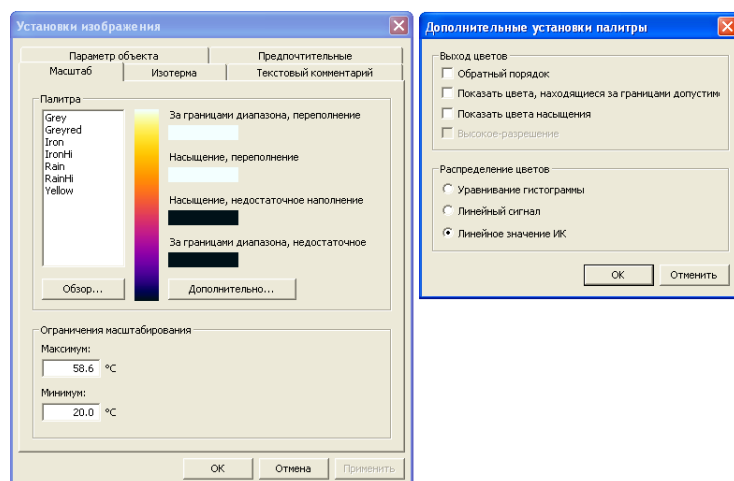 Установки изображения
Параметр объекта
Предпочтительные
Масштаб
Изотерма
Текстовый комментарий
Палитра
Grey
Greyred
Iron
IronHi
Rain
RainHi
Yellow
За границами диапазона, переполнение
Насыщение, переполнение
Насыщение, недостаточное наполнение
За границами диапазона, недостаточное
Обзор...
Дополнительно...
Ограничения масштабирования
Максимум:
58.6 °C
Минимум:
20.0 °C
OK
Отмена
Применить
Дополнительные установки палитры
Выход цветов
Обратный порядок
Показать цвета, находящиеся за границами допустим
Показать цвета насыщения
Высокое-разрешение
Распределение цветов
Уравнивание гистограммы
Линейный сигнал
Линейное значение ИК
OK
Отменить